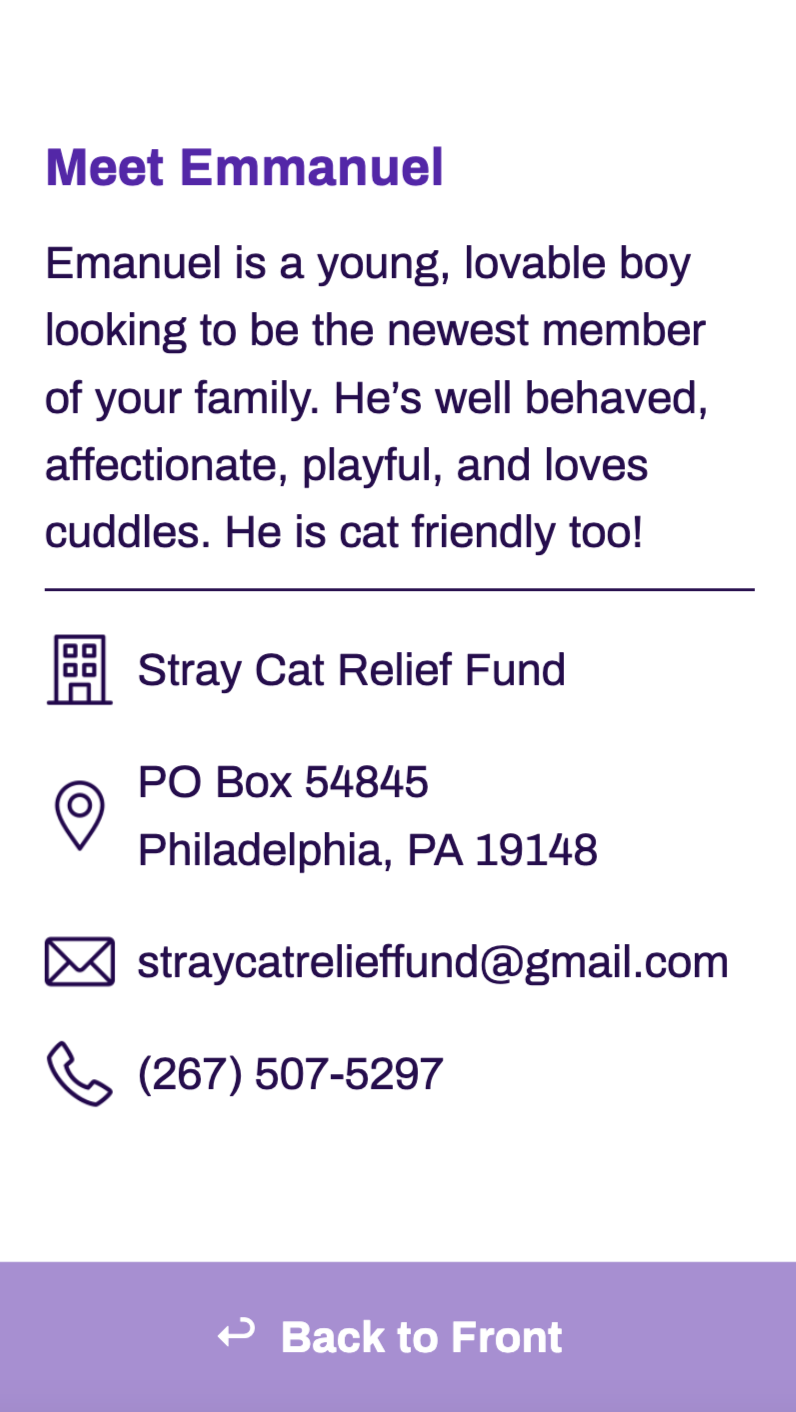 Meet Emmanuel
Emanuel is a young, lovable boy
looking to be the newest member
of your family. He’s well behaved,
affectionate, playful, and loves
cuddles. He is cat friendly too!
Stray Cat Relief Fund
PO Box 54845
Philadelphia, PA 19148
straycatrelieffund@gmail.com
(267) 507-5297
Back to Front